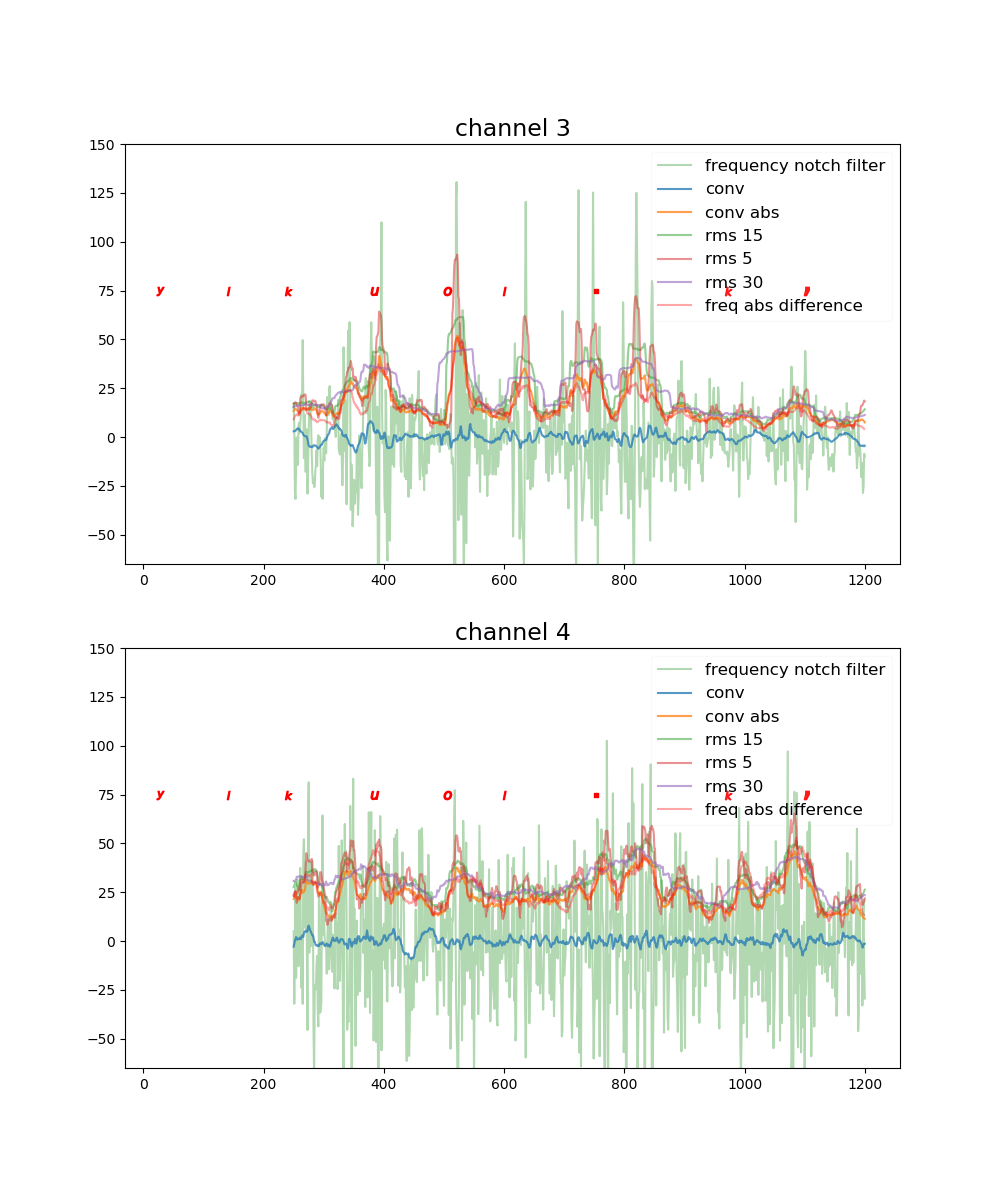 channel 3
150
125
100
75
50
25
0
−25
−50
frequency notch filter
conv
conv abs
rms 15
rms 5
rms 30
freq abs difference
y l k u o l . k
0 200 400 600 800 1000 1200
channel 4
150
125
100
75
50
25
0
−25
−50
frequency notch filter
conv
conv abs
rms 15
rms 5
rms 30
freq abs difference
y l k u o l . k
0 200 400 600 800 1000 1200